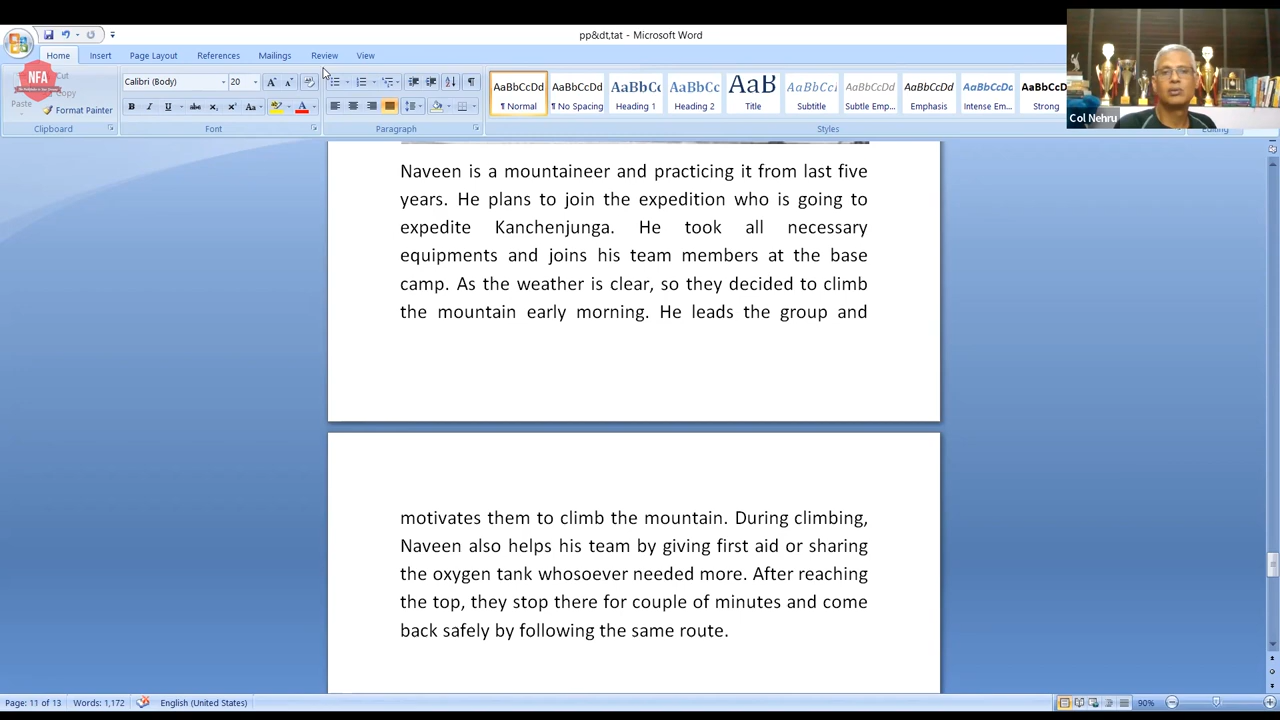 pp&dt,tat - Microsoft Word
Home Insert Page Layout References Mailings Review View
NFA
Cut
Copy
Paste
Format Painter
Clipboard
Calibri (Body) 20
Font
Paragraph
AaBbCcDd AaBbCcDd AaBbCc AaBbCc AaB AaBbCcI AaBbCcDd AaBbCcDd AaBbCcDd AaBbCcDd
¶ Normal ¶ No Spacing Heading 1 Heading 2 Title Subtitle Subtle Emp... Emphasis Intense Em... Strong
Styles
Editing
Col Nehru
Naveen is a mountaineer and practicing it from last five
years. He plans to join the expedition who is going to
expedite Kanchenjunga. He took all necessary
equipments and joins his team members at the base
camp. As the weather is clear, so they decided to climb
the mountain early morning. He leads the group and
motivates them to climb the mountain. During climbing,
Naveen also helps his team by giving first aid or sharing
the oxygen tank whosoever needed more. After reaching
the top, they stop there for couple of minutes and come
back safely by following the same route.
Page: 11 of 13 Words: 1,172 English (United States) 90%